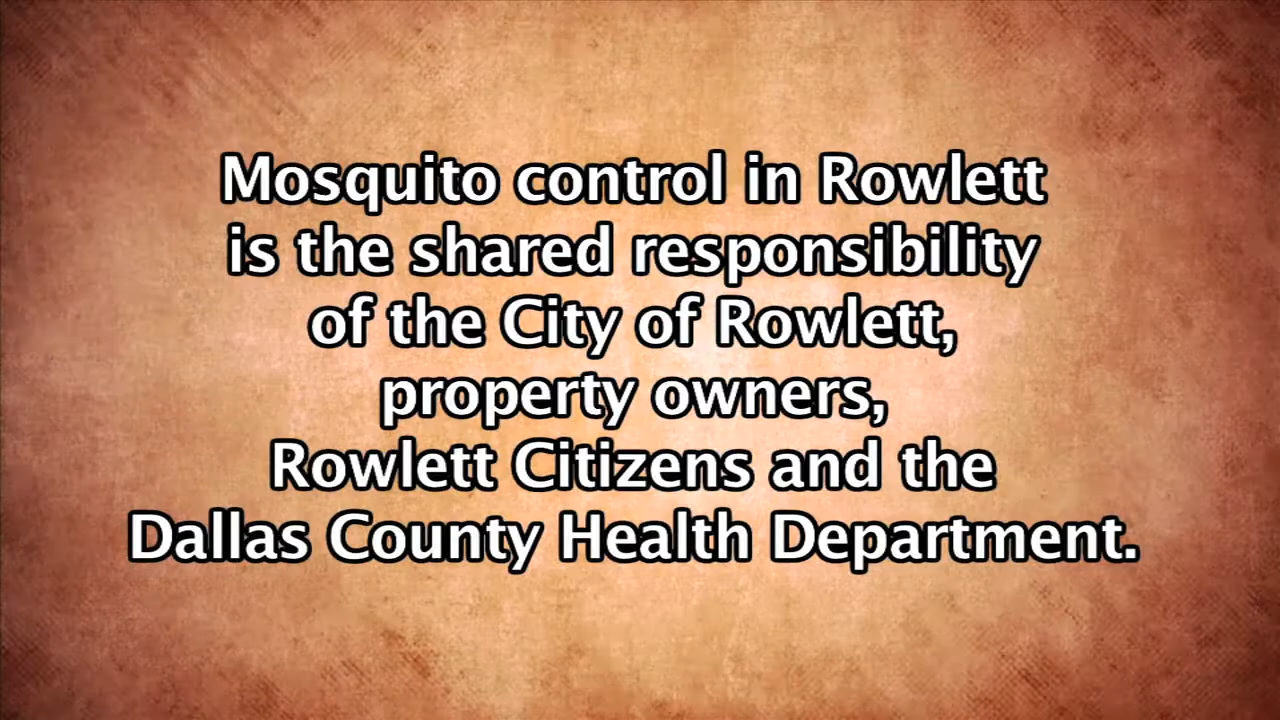 Mosquito control in Rowlett
is the shared responsibility
of the City of Rowlett,
property owners,
Rowlett Citizens and the
Dallas County Health Department.